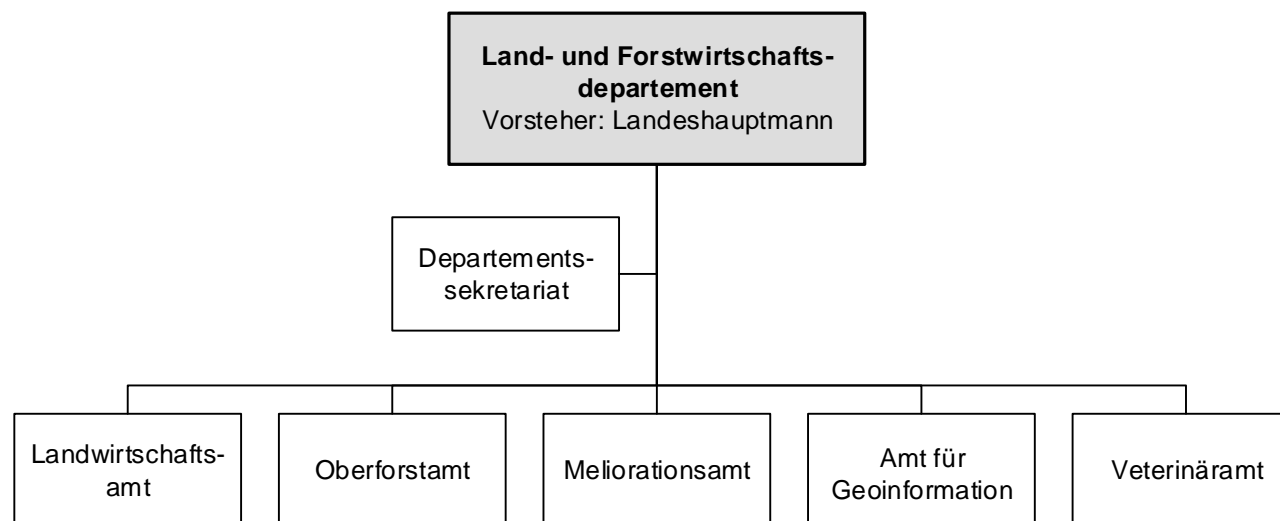 Land- und Forstwirtschafts-
departement
Vorsteher: Landeshauptmann
Departements-
sekretariat
Landwirtschafts-
amt
Oberforstamt
Meliorationsamt
Amt für
Geoinformation
Veterinäramt